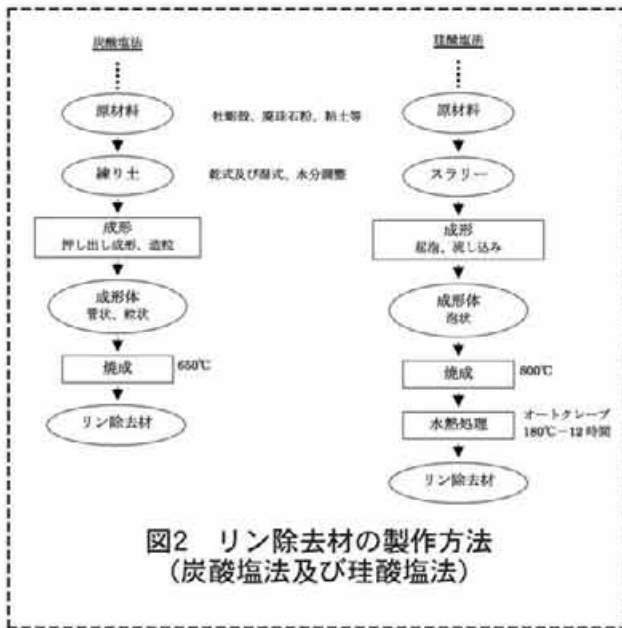 炭酸塩法
原材料
練り土
成形
押し出し成形、造粒
成形体
管状、粒状
焼成
650℃
リン除去材
牡蛎殻、廃珪石粉、粘土等
乾式及び湿式、水分調整
珪酸塩法
原材料
スラリー
成形
起泡、流し込み
成形体
泡状
焼成
800℃
水熱処理
オートクレーブ
180℃－12時間
リン除去材
図2 リン除去材の製作方法
（炭酸塩法及び珪酸塩法）